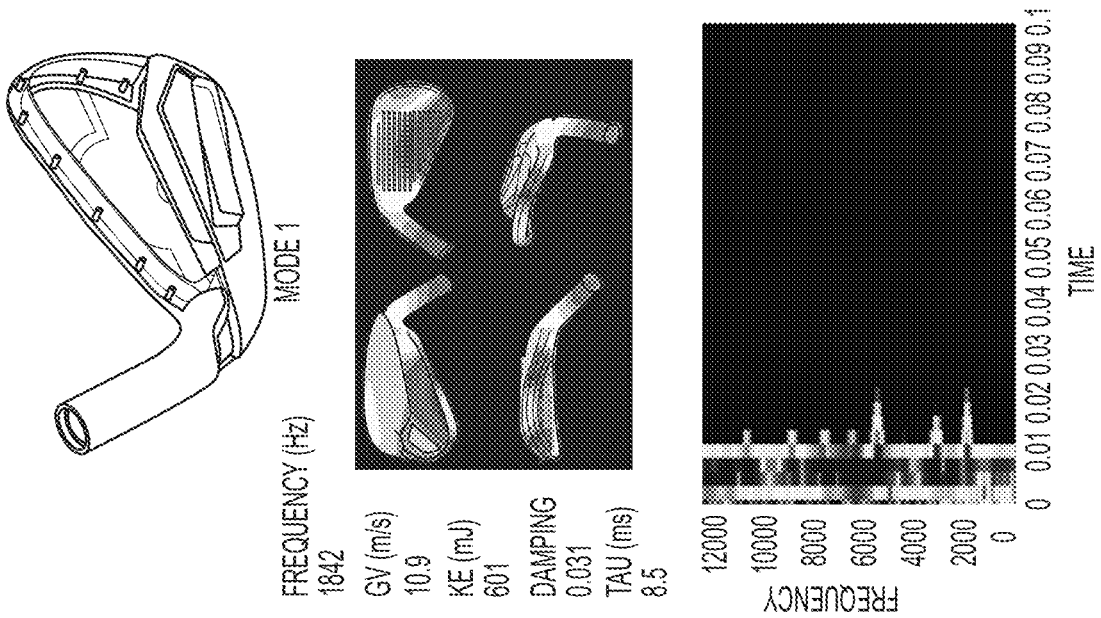 MODE 1
FREQUENCY (Hz)
1842
GV (m/s)
10.9
KE (mJ)
601
DAMPING
0.031
TAU (ms)
8.5
FREQUENCY
12000
10000
8000
6000
4000
2000
0
0 0.01 0.02 0.03 0.04 0.05 0.06 0.07 0.08 0.09 0.1
TIME